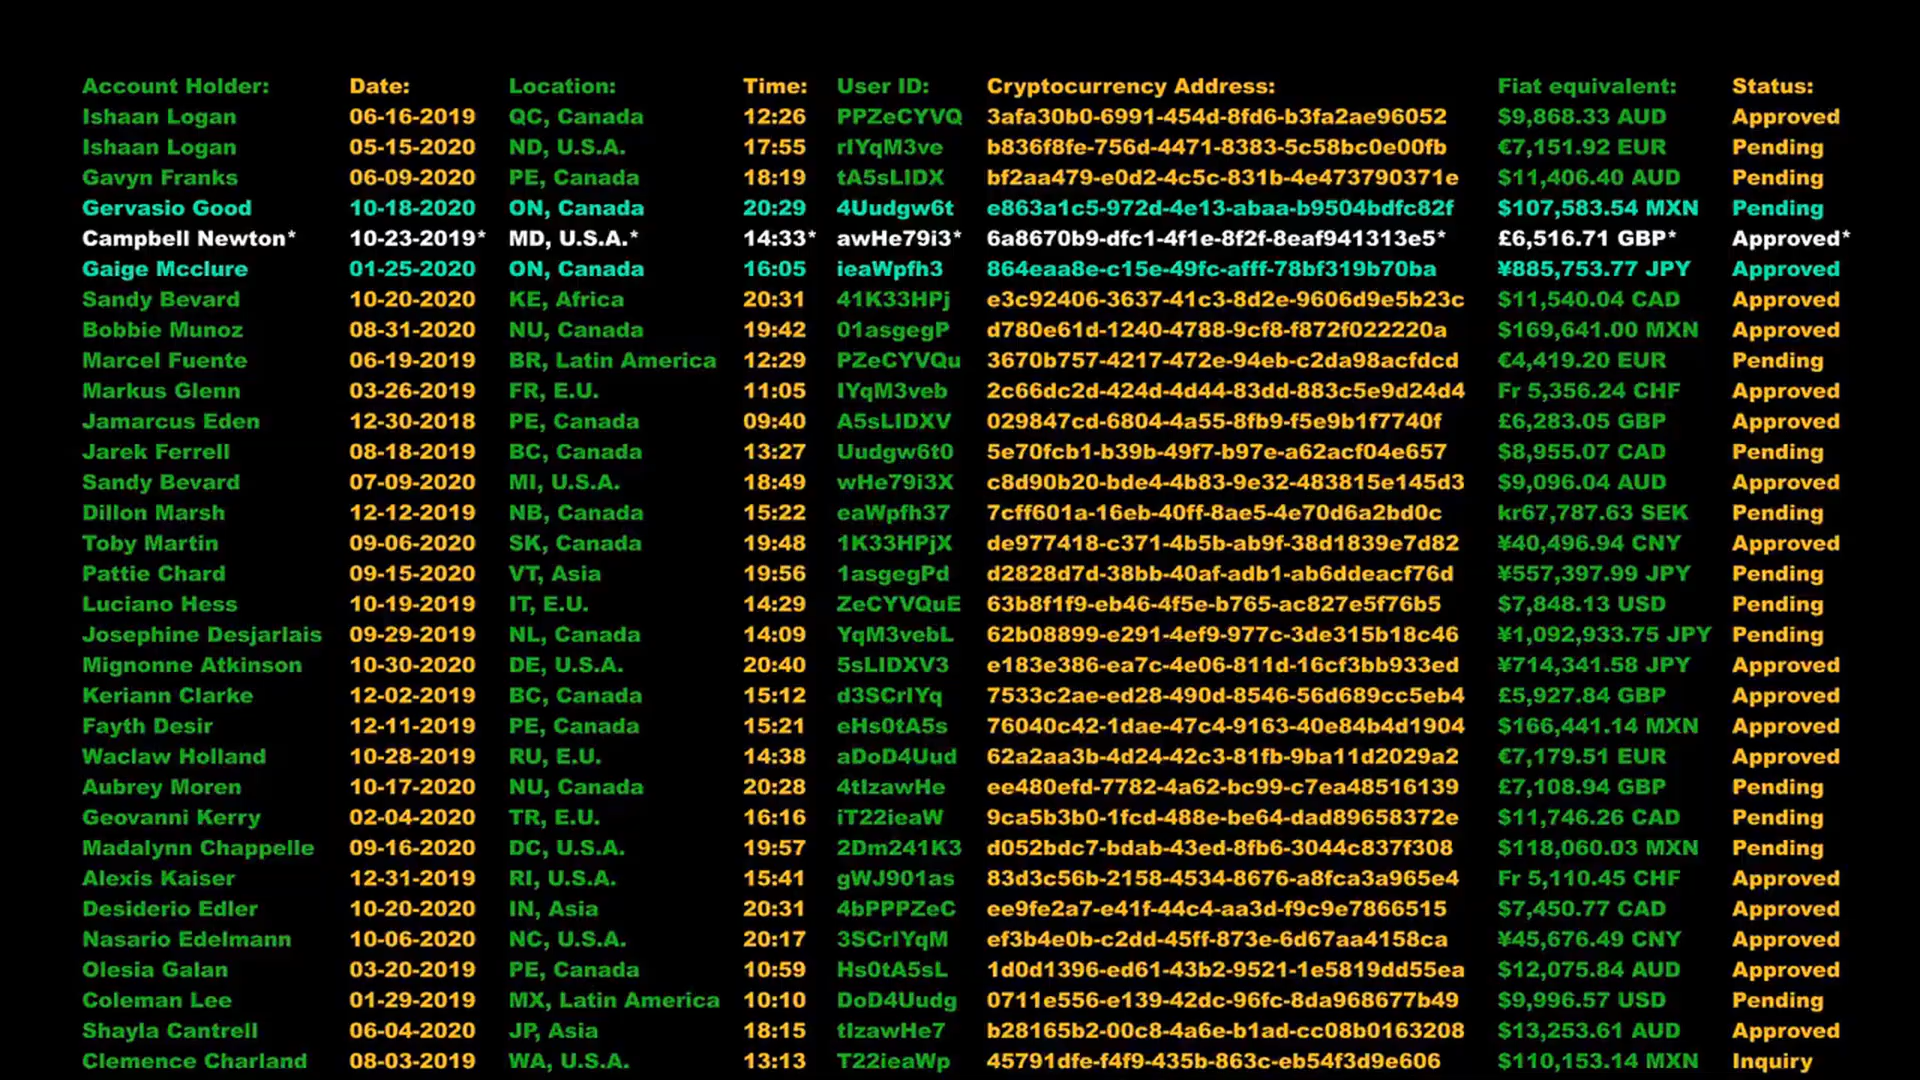 Account Holder: Date: Location: Time: User ID: Cryptocurrency Address: Fiat equivalent: Status:
Ishaan Logan 06-16-2019 QC, Canada 12:26 PPZeCYVQ 3afa30b0-6991-454d-8fd6-b3fa2ae96052 $9,868.33 AUD Approved
Ishaan Logan 05-15-2020 ND, U.S.A. 17:55 rIYqM3ve b836f8fe-756d-4471-8383-5c58bc0e00fb €7,151.92 EUR Pending
Gavyn Franks 06-09-2020 PE, Canada 18:19 tA5sLIDX bf2aa479-e0d2-4c5c-831b-4e473790371e $11,406.40 AUD Pending
Gervasio Good 10-18-2020 ON, Canada 20:29 4Uudgw6t e863a1c5-972d-4e13-abaa-b9504bdfc82f $107,583.54 MXN Pending
Campbell Newton* 10-23-2019* MD, U.S.A.* 14:33* awHe79i3* 6a8670b9-dfc1-4f1e-8f2f-8eaf941313e5* £6,516.71 GBP* Approved*
Gaige Mcclure 01-25-2020 ON, Canada 16:05 ieaWpfh3 864eaa8e-c15e-49fc-afff-78bf319b70ba ¥885,753.77 JPY Approved
Sandy Bevard 10-20-2020 KE, Africa 20:31 41K33HPj e3c92406-3637-41c3-8d2e-9606d9e5b23c $11,540.04 CAD Approved
Bobbie Munoz 08-31-2020 NU, Canada 19:42 01asgegP d780e61d-1240-4788-9cf8-f872f022220a $169,641.00 MXN Approved
Marcel Fuente 06-19-2019 BR, Latin America 12:29 PZeCYVQu 3670b757-4217-472e-94eb-c2da98acfdcd €4,419.20 EUR Pending
Markus Glenn 03-26-2019 FR, E.U. 11:05 IYqM3veb 2c66dc2d-424d-4d44-83dd-883c5e9d24d4 Fr 5,356.24 CHF Approved
Jamarcus Eden 12-30-2018 PE, Canada 09:40 A5sLIDXV 029847cd-6804-4a55-8fb9-f5e9b1f7740f £6,283.05 GBP Approved
Jarek Ferrell 08-18-2019 BC, Canada 13:27 Uudgw6t0 5e70fcb1-b39b-49f7-b97e-a62acf04e657 $8,955.07 CAD Pending
Sandy Bevard 07-09-2020 MI, U.S.A. 18:49 wHe79i3X c8d90b20-bde4-4b83-9e32-483815e145d3 $9,096.04 AUD Approved
Dillon Marsh 12-12-2019 NB, Canada 15:22 eaWpfh37 7cff601a-16eb-40ff-8ae5-4e70d6a2bd0c kr67,787.63 SEK Pending
Toby Martin 09-06-2020 SK, Canada 19:48 1K33HPjX de977418-c371-4b5b-ab9f-38d1839e7d82 ¥40,496.94 CNY Approved
Pattie Chard 09-15-2020 VT, Asia 19:56 1asgegPd d2828d7d-38bb-40af-adb1-ab6ddeacf76d ¥557,397.99 JPY Pending
Luciano Hess 10-19-2019 IT, E.U. 14:29 ZeCYVQuE 63b8f1f9-eb46-4f5e-b765-ac827e5f76b5 $7,848.13 USD Pending
Josephine Desjarlais 09-29-2019 NL, Canada 14:09 YqM3vebL 62b08899-e291-4ef9-977c-3de315b18c46 ¥1,092,933.75 JPY Pending
Mignonne Atkinson 10-30-2020 DE, U.S.A. 20:40 5sLIDXV3 e183e386-ea7c-4e06-811d-16cf3bb933ed ¥714,341.58 JPY Approved
Keriann Clarke 12-02-2019 BC, Canada 15:12 d3SCrIYq 7533c2ae-ed28-490d-8546-56d689cc5eb4 £5,927.84 GBP Approved
Fayth Desir 12-11-2019 PE, Canada 15:21 eHs0tA5s 76040c42-1dae-47c4-9163-40e84b4d1904 $166,441.14 MXN Approved
Waclaw Holland 10-28-2019 RU, E.U. 14:38 aDoD4Uud 62a2aa3b-4d24-42c3-81fb-9ba11d2029a2 €7,179.51 EUR Approved
Aubrey Moren 10-17-2020 NU, Canada 20:28 4tIzawHe ee480efd-7782-4a62-bc99-c7ea48516139 £7,108.94 GBP Pending
Geovanni Kerry 02-04-2020 TR, E.U. 16:16 iT22ieaW 9ca5b3b0-1fcd-488e-be64-dad89658372e $11,746.26 CAD Pending
Madalynn Chappelle 09-16-2020 DC, U.S.A. 19:57 2Dm241K3 d052bdc7-bdab-43ed-8fb6-3044c837f308 $118,060.03 MXN Pending
Alexis Kaiser 12-31-2019 RI, U.S.A. 15:41 gWJ901as 83d3c56b-2158-4534-8676-a8fca3a965e4 Fr 5,110.45 CHF Approved
Desiderio Edler 10-20-2020 IN, Asia 20:31 4bPPPZeC ee9fe2a7-e41f-44c4-aa3d-f9c9e7866515 $7,450.77 CAD Approved
Nasario Edelmann 10-06-2020 NC, U.S.A. 20:17 3SCrIYqM ef3b4e0b-c2dd-45ff-873e-6d67aa4158ca ¥45,676.49 CNY Approved
Olesia Galan 03-20-2019 PE, Canada 10:59 Hs0tA5sL 1d0d1396-ed61-43b2-9521-1e5819dd55ea $12,075.84 AUD Approved
Coleman Lee 01-29-2019 MX, Latin America 10:10 DoD4Uudg 0711e556-e139-42dc-96fc-8da968677b49 $9,996.57 USD Pending
Shayla Cantrell 06-04-2020 JP, Asia 18:15 tIzawHe7 b28165b2-00c8-4a6e-b1ad-cc08b0163208 $13,253.61 AUD Approved
Clemence Charland 08-03-2019 WA, U.S.A. 13:13 T22ieaWp 45791dfe-f4f9-435b-863c-eb54f3d9e606 $110,153.14 MXN Inquiry